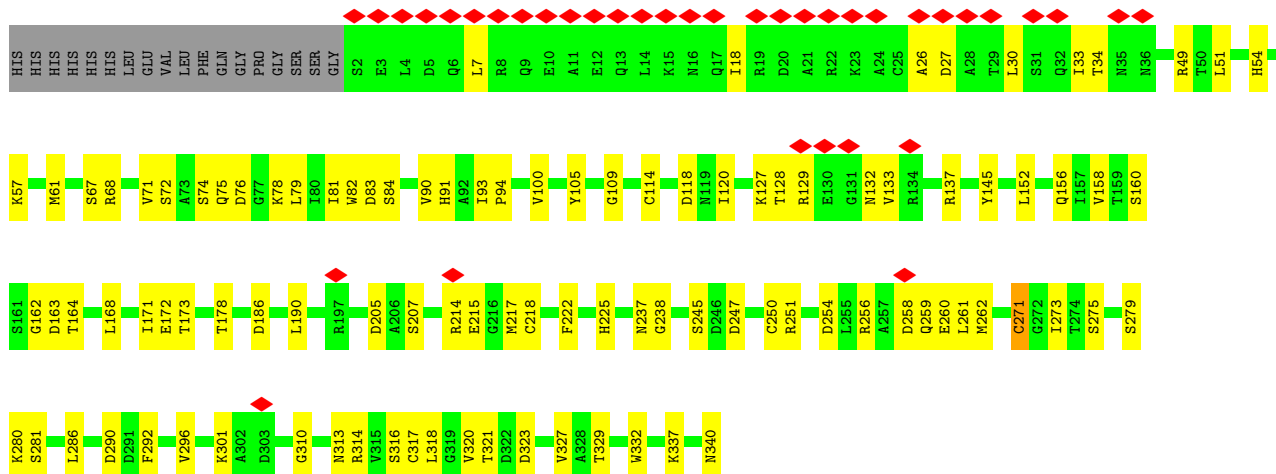 HIS HIS HIS HIS HIS HIS LEU GLU VAL LEU PHE GLN GLY PRO GLY SER SER GLY S2 E3 L4 D5 Q6 L7 R8 Q9 E10 A11 E12 Q13 L14 K15 N16 Q17 I18 R19 D20 A21 R22 K23 A24 C25 A26 D27 A28 T29 L30 S31 Q32 I33 T34 N35 N36 R49 T50 L51 H54
K57 M61 S67 R68 V71 S72 A73 S74 Q75 D76 G77 K78 L79 I80 I81 W82 D83 S84 V90 H91 A92 I93 P94 V100 Y105 G109 C114 D118 N119 I120 K127 T128 R129 E130 G131 N132 V133 R134 R137 Y145 L152 Q156 I157 V158 T159 S160
S161 G162 D163 T164 L168 I171 E172 T173 T178 D186 L190 R197 D205 A206 S207 R214 E215 G216 M217 C218 F222 H225 N237 G238 S245 D246 D247 C250 R251 D254 L255 R256 A257 D258 Q259 E260 L261 M262 C271 G272 I273 T274 S275 S279
K280 S281 L286 D290 D291 F292 V296 K301 A302 D303 G310 N313 R314 V315 S316 C317 L318 G319 V320 T321 D322 D323 V327 A328 T329 W332 K337 N340